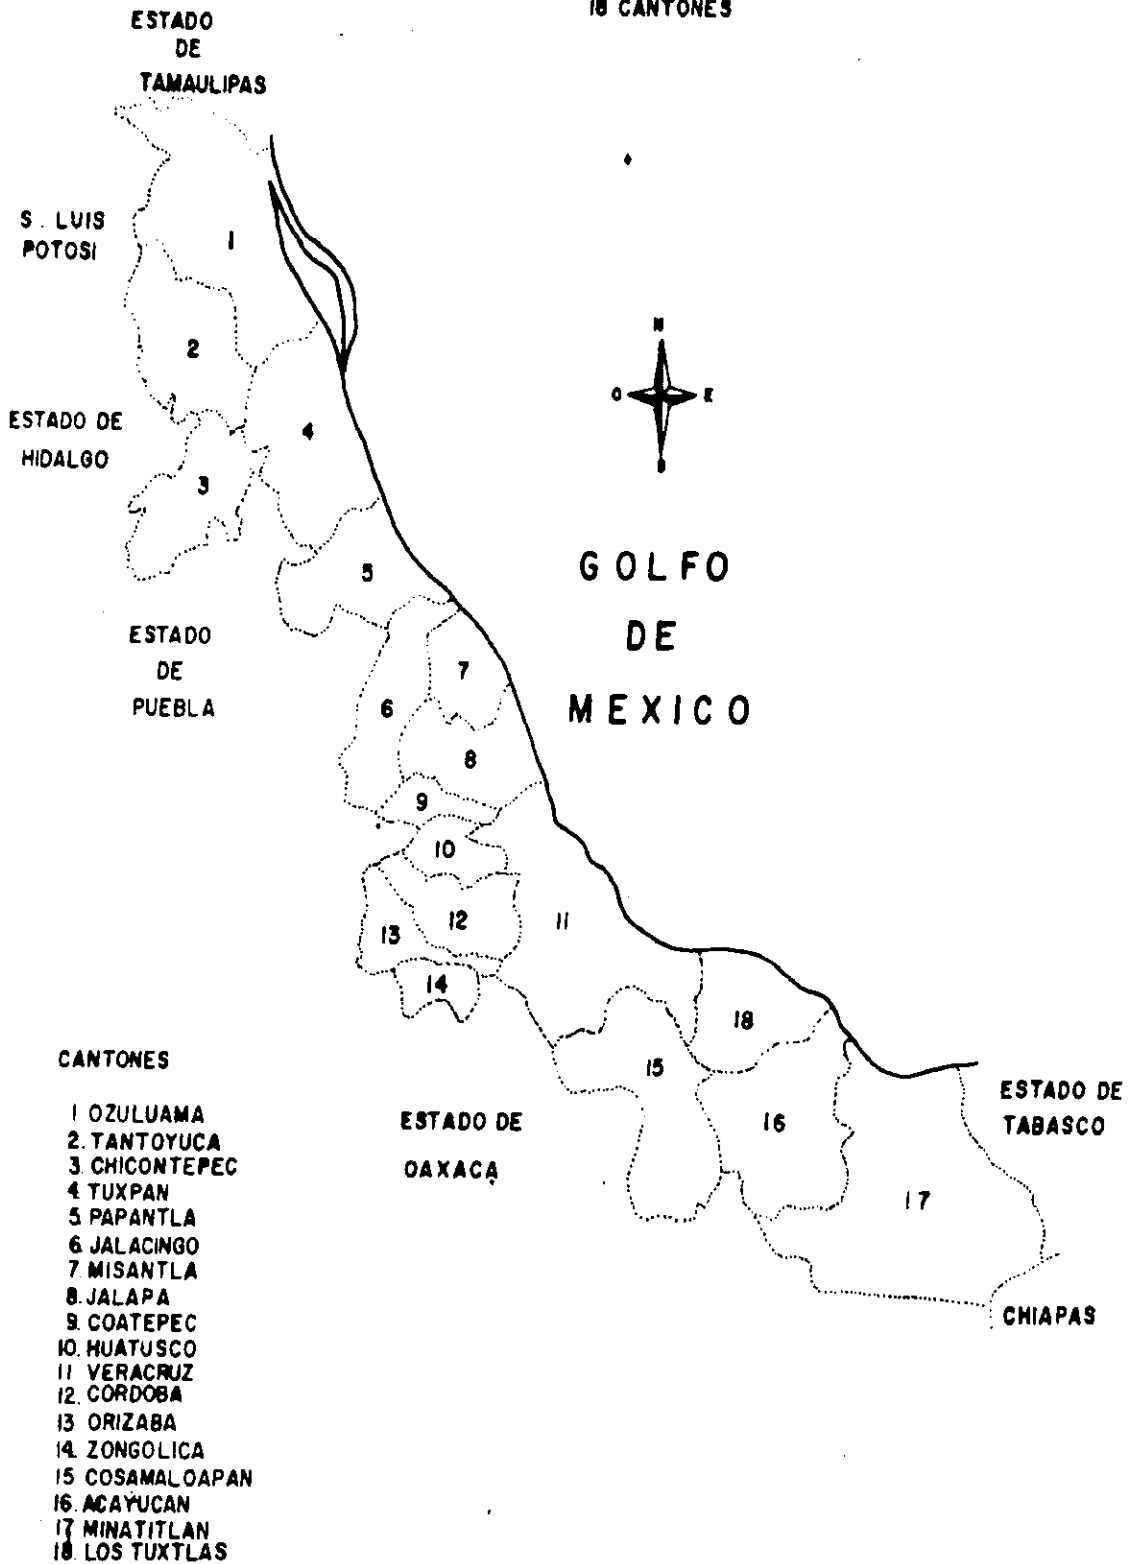 18 CANTONES
ESTADO
DE
TAMAULIPAS
S. LUIS
POTOSI
1
2
N
O E
S
ESTADO DE
HIDALGO
4
3
GOLFO
DE
MEXICO
5
ESTADO
DE
PUEBLA
7
6
8
9
10
11
12
13
14
18
15
16
17
ESTADO DE
TABASCO
ESTADO DE
OAXACA
CHIAPAS
CANTONES
1 OZULUAMA
2. TANTOYUCA
3. CHICONTEPEC
4 TUXPAN
5. PAPANTLA
6. JALACINGO
7. MISANTLA
8. JALAPA
9. COATEPEC
10. HUATUSCO
11 VERACRUZ
12. CORDOBA
13 ORIZABA
14. ZONGOLICA
15 COSAMALOAPAN
16. ACAYUCAN
17 MINATITLAN
18. LOS TUXTLAS